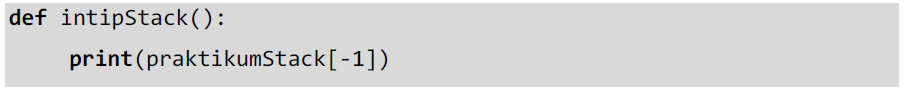 def intipStack():
    print(praktikumStack[-1])